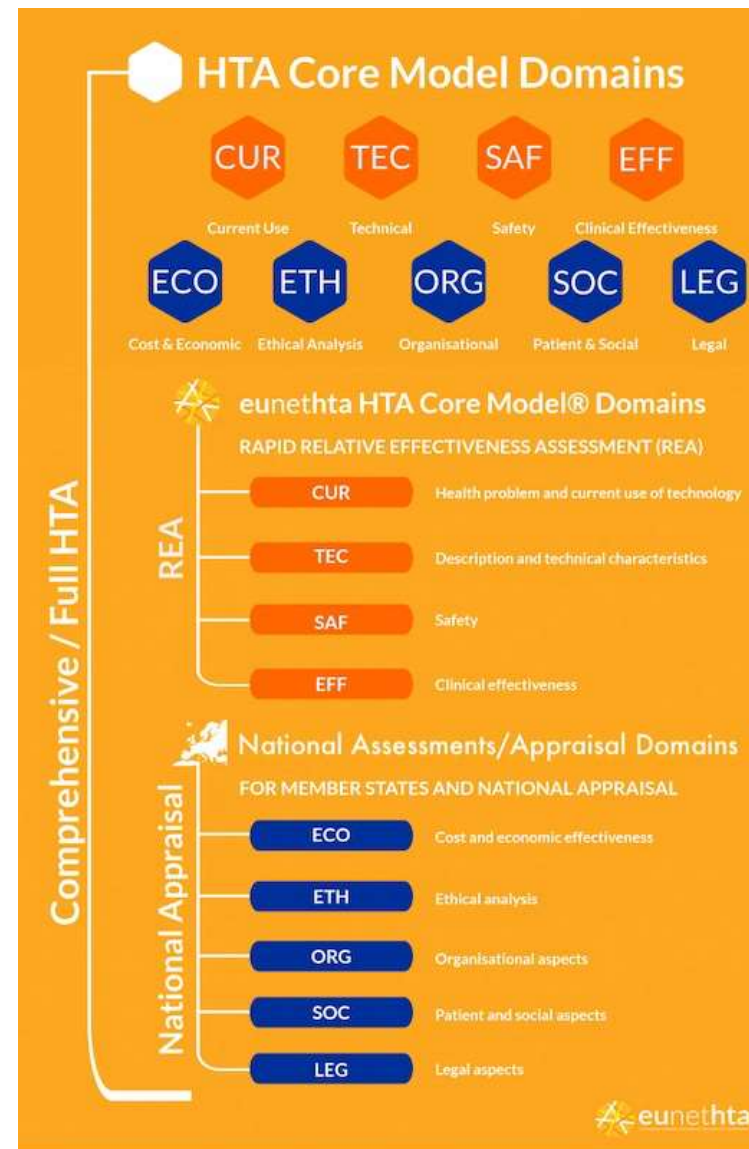 HTA Core Model Domains
CUR TEC SAF EFF
Current Use Technical Safety Clinical Effectiveness
ECO ETH ORG SOC LEG
Cost & Economic Ethical Analysis Organisational Patient & Social Legal
eunethta HTA Core Model® Domains
RAPID RELATIVE EFFECTIVENESS ASSESSMENT (REA)
Comprehensive / Full HTA
REA
CUR Health problem and current use of technology
TEC Description and technical characteristics
SAF Safety
EFF Clinical effectiveness
National Assessments/Appraisal Domains
FOR MEMBER STATES AND NATIONAL APPRAISAL
National Appraisal
ECO Cost and economic effectiveness
ETH Ethical analysis
ORG Organisational aspects
SOC Patient and social aspects
LEG Legal aspects
eunethta